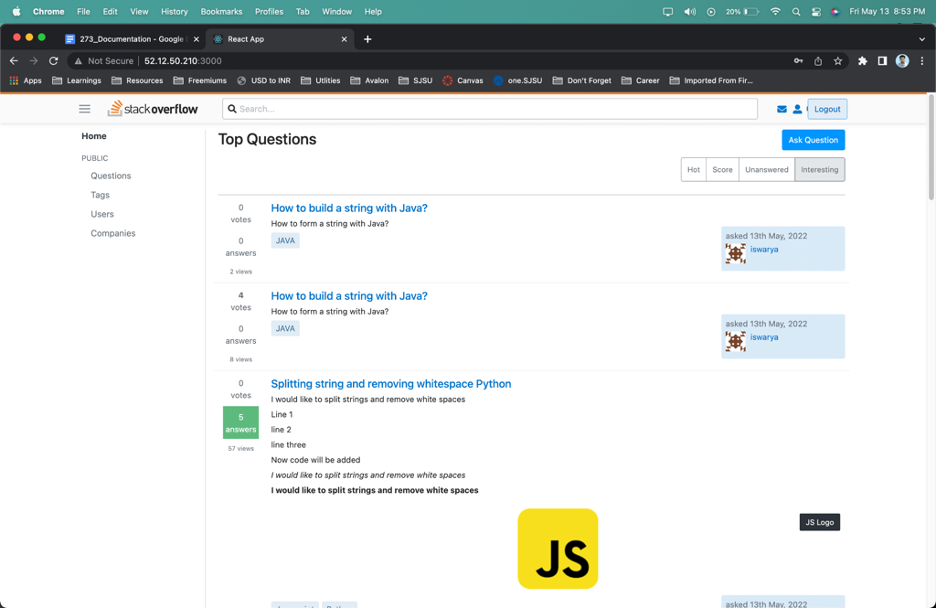 Chrome File Edit View History Bookmarks Profiles Tab Window Help 20% Fri May 13 8:53 PM
273_Documentation - Google React App
Not Secure 52.12.50.210:3000
Apps Learnings Resources Freemiums USD to INR Utlities Avalon SJSU Canvas one.SJSU Don't Forget Career Imported From Fir...
stackoverflow Search... Logout
Home
PUBLIC
Questions
Tags
Users
Companies
Top Questions Ask Question
Hot Score Unanswered Interesting
0
votes
0
answers
2 views
How to build a string with Java?
How to form a string with Java?
JAVA
asked 13th May, 2022
iswarya
4
votes
0
answers
8 views
How to build a string with Java?
How to form a string with Java?
JAVA
asked 13th May, 2022
iswarya
0
votes
5
answers
57 views
Splitting string and removing whitespace Python
I would like to split strings and remove white spaces
Line 1
line 2
line three
Now code will be added
I would like to split strings and remove white spaces
I would like to split strings and remove white spaces
JS
JS Logo
asked 13th May, 2022